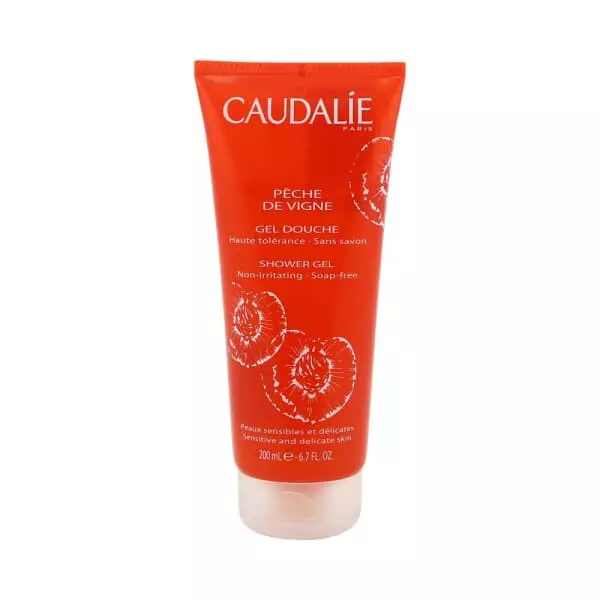 CAUDALÍE
PARIS
PÊCHE
DE VIGNE
GEL DOUCHE
Haute tolérance · Sans savon
SHOWER GEL
Non-irritating · Soap-free
Peaux sensibles et délicates
Sensitive and delicate skin
200 mL ℮ - 6.7 FL. OZ.